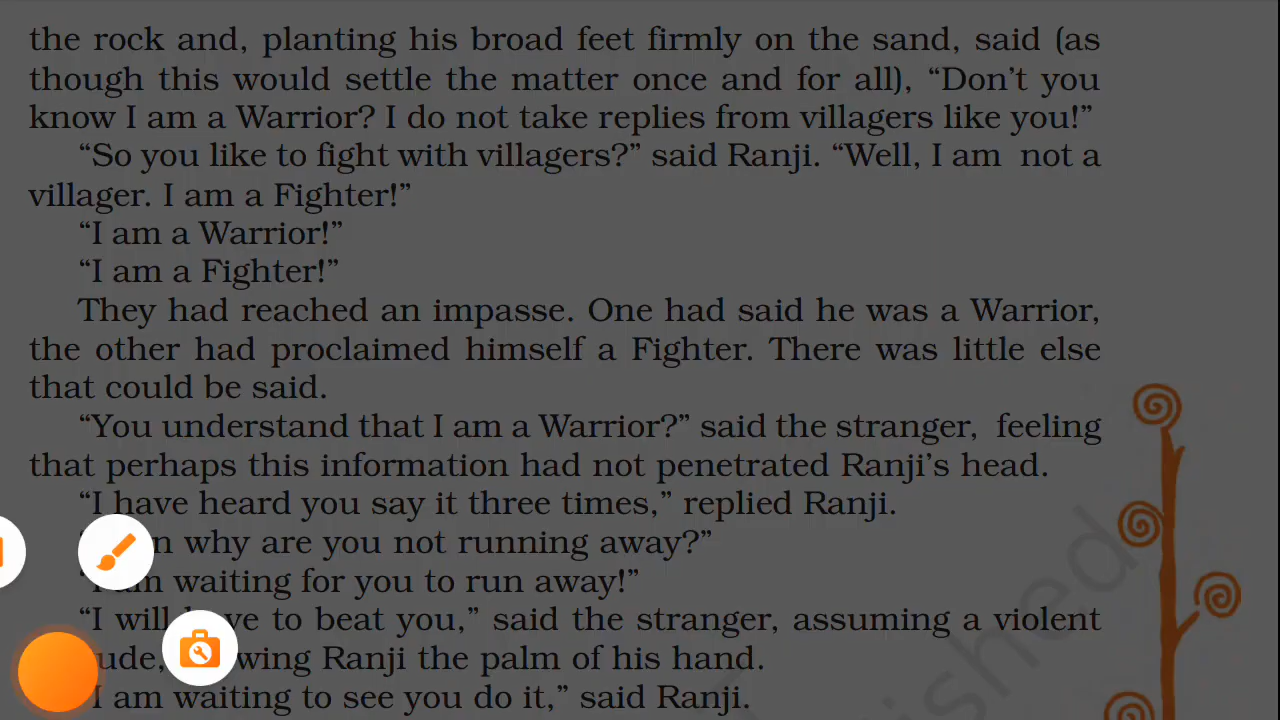 the rock and, planting his broad feet firmly on the sand, said (as
though this would settle the matter once and for all), “Don’t you
know I am a Warrior? I do not take replies from villagers like you!”
“So you like to fight with villagers?” said Ranji. “Well, I am not a
villager. I am a Fighter!”
“I am a Warrior!”
“I am a Fighter!”
They had reached an impasse. One had said he was a Warrior,
the other had proclaimed himself a Fighter. There was little else
that could be said.
“You understand that I am a Warrior?” said the stranger, feeling
that perhaps this information had not penetrated Ranji’s head.
“I have heard you say it three times,” replied Ranji.
why are you not running away?”
waiting for you to run away!”
“I will to beat you,” said the stranger, assuming a violent
Ranji the palm of his hand.
I am waiting to see you do it,” said Ranji.